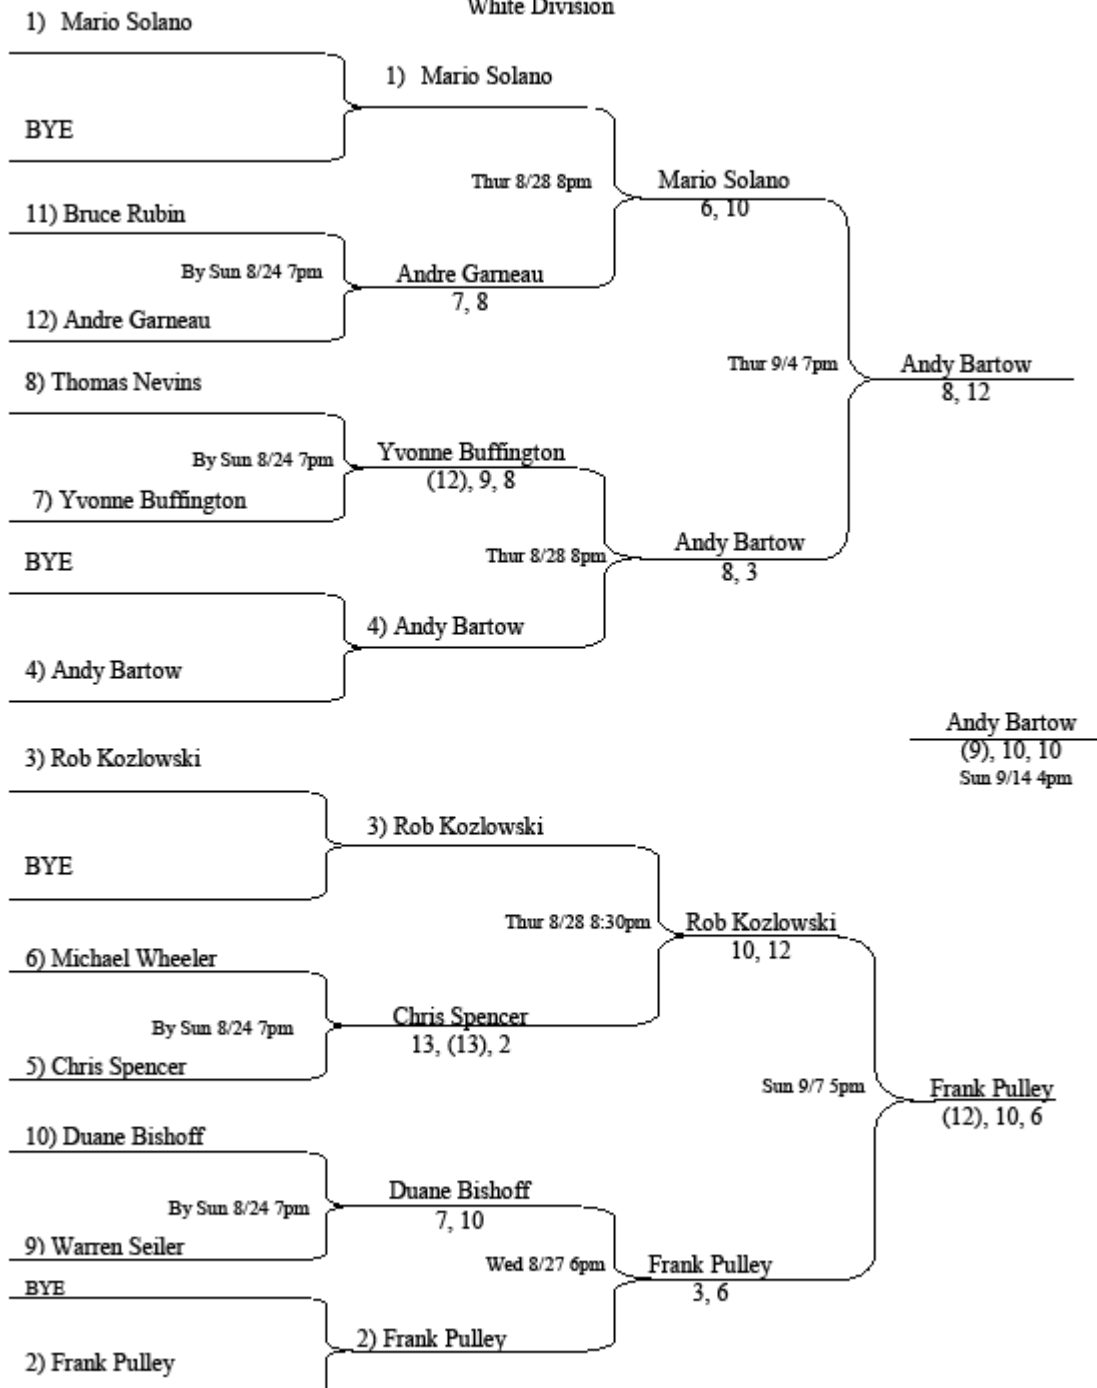 White Division
1) Mario Solano
1) Mario Solano
BYE
Thur 8/28 8pm
Mario Solano
6, 10
11) Bruce Rubin
By Sun 8/24 7pm
Andre Garneau
7, 8
12) Andre Garneau
Thur 9/4 7pm
Andy Bartow
8, 12
8) Thomas Nevins
By Sun 8/24 7pm
Yvonne Buffington
(12), 9, 8
7) Yvonne Buffington
Thur 8/28 8pm
Andy Bartow
8, 3
BYE
4) Andy Bartow
4) Andy Bartow
Andy Bartow
(9), 10, 10
Sun 9/14 4pm
3) Rob Kozlowski
3) Rob Kozlowski
BYE
Thur 8/28 8:30pm
Rob Kozlowski
10, 12
6) Michael Wheeler
By Sun 8/24 7pm
Chris Spencer
13, (13), 2
5) Chris Spencer
Sun 9/7 5pm
Frank Pulley
(12), 10, 6
10) Duane Bishoff
By Sun 8/24 7pm
Duane Bishoff
7, 10
9) Warren Seiler
Wed 8/27 6pm
Frank Pulley
3, 6
BYE
2) Frank Pulley
2) Frank Pulley